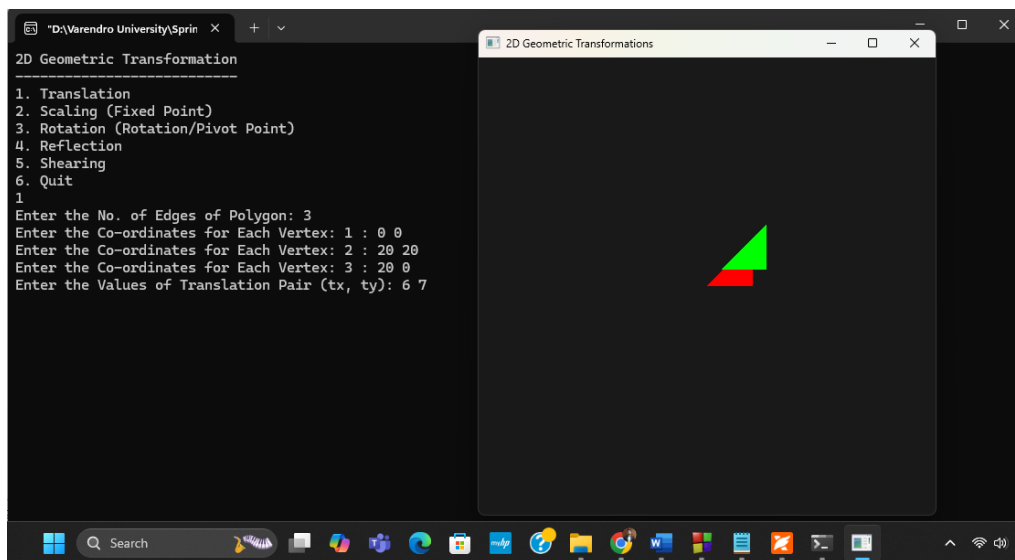 "D:\Varendro University\Sprin
2D Geometric Transformation
----------------------------
1. Translation
2. Scaling (Fixed Point)
3. Rotation (Rotation/Pivot Point)
4. Reflection
5. Shearing
6. Quit
1
Enter the No. of Edges of Polygon: 3
Enter the Co-ordinates for Each Vertex: 1 : 0 0
Enter the Co-ordinates for Each Vertex: 2 : 20 20
Enter the Co-ordinates for Each Vertex: 3 : 20 0
Enter the Values of Translation Pair (tx, ty): 6 7
2D Geometric Transformations
Search
myhp
W